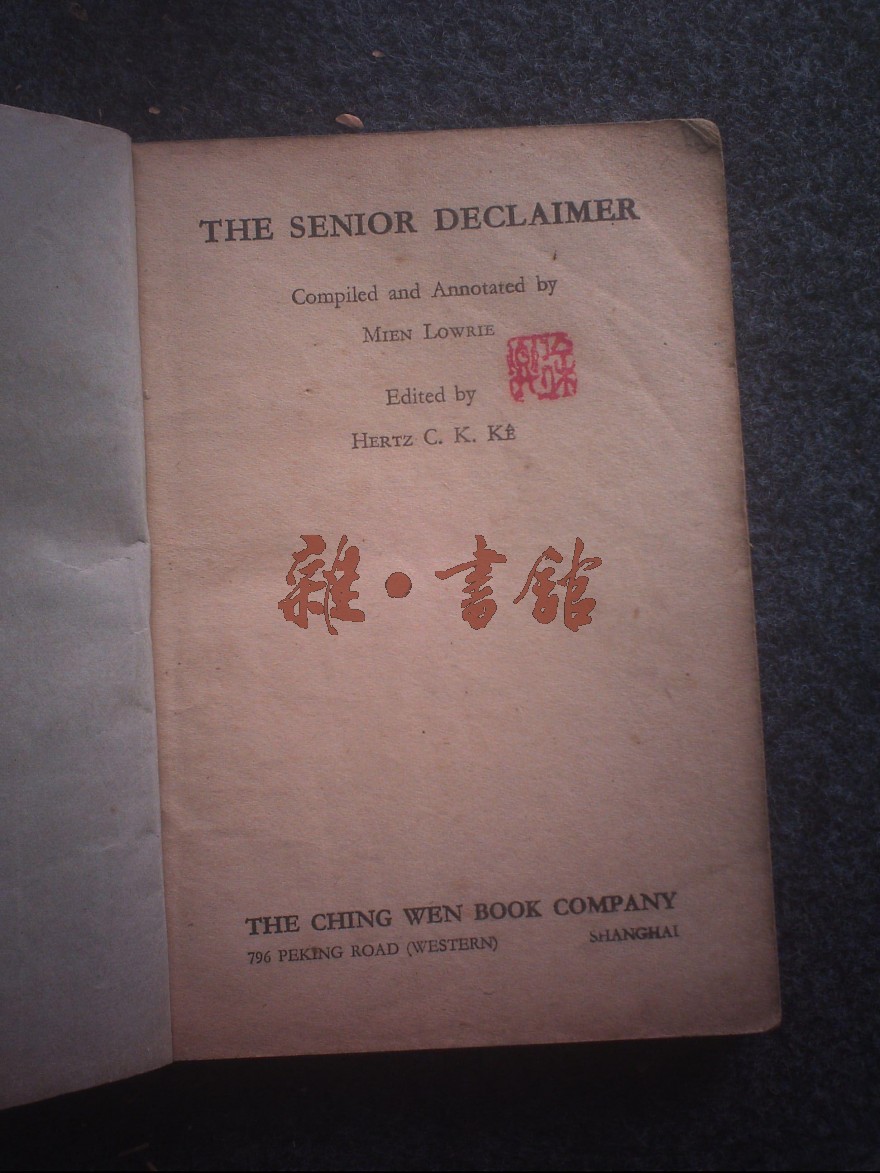 THE SENIOR DECLAIMER
Compiled and Annotated by
MIEN LOWRIE
Edited by
HERTZ C. K. KÊ
雜·書館
THE CHING WEN BOOK COMPANY
796 PEKING ROAD (WESTERN) SHANGHAI